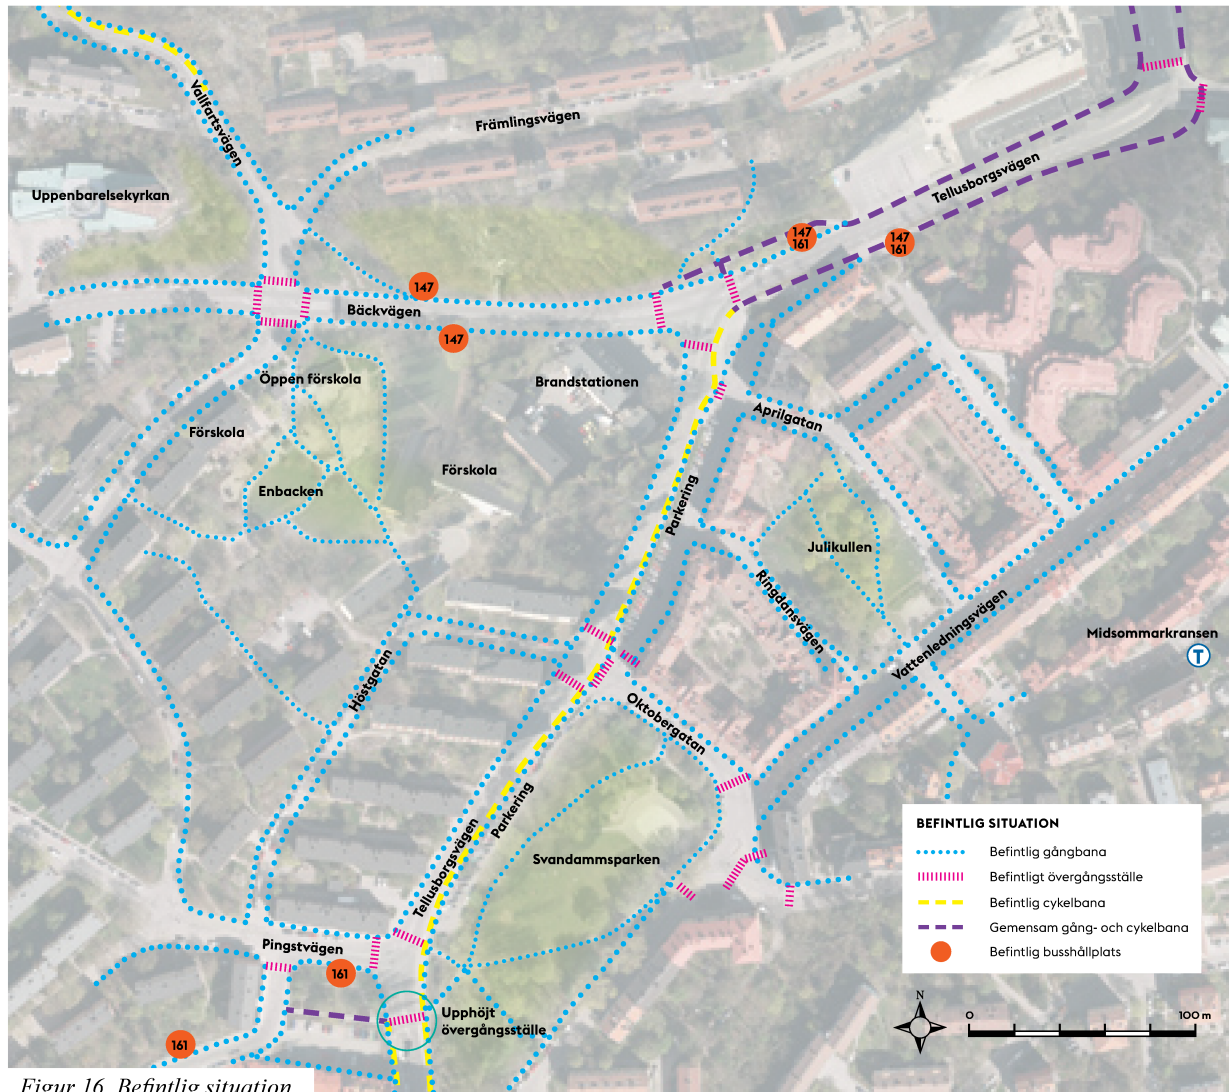 Vallfartsvägen
Främlingsvägen
Tellusborgsvägen
Uppenbarelsekyrkan
147
161
147
161
147
Bäckvägen
147
Öppen förskola
Brandstationen
Aprilgatan
Förskola
Förskola
Enbacken
Parkering
Julikullen
Ringdansvägen
Vattenledningsvägen
Midsommarkransen
T
Höstgatan
Oktobergatan
Parkering
Tellusborgsvägen
Svandammsparken
Pingstvägen
161
Upphöjt
övergångsställe
161
BEFINTLIG SITUATION
Befintlig gångbana
Befintligt övergångsställe
Befintlig cykelbana
Gemensam gång- och cykelbana
Befintlig busshållplats
N
0
100 m
Figur 16. Befintlig situation